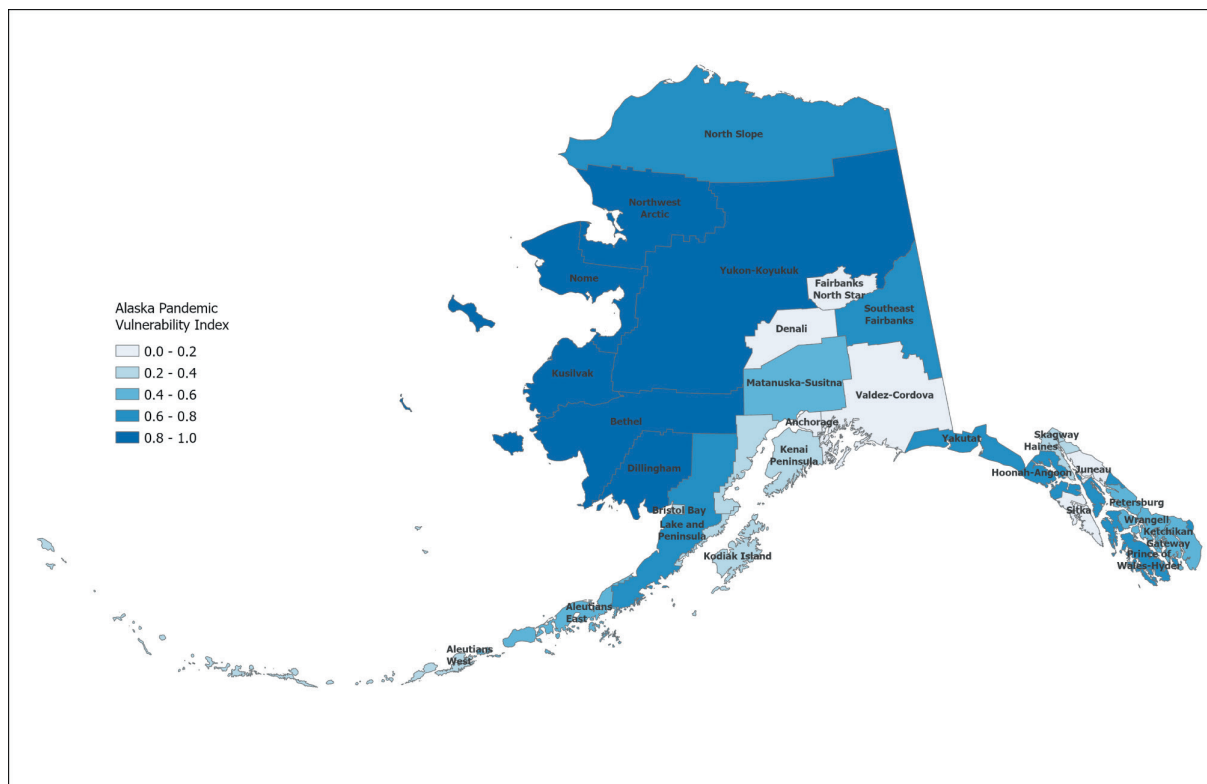 North Slope
Northwest
Arctic
Nome
Yukon-Koyukuk
Fairbanks
North Star
Southeast
Fairbanks
Denali
Alaska Pandemic
Vulnerability Index
0.0 - 0.2
0.2 - 0.4
0.4 - 0.6
0.6 - 0.8
0.8 - 1.0
Kusilvak
Matanuska-Susitna
Valdez-Cordova
Bethel
Anchorage
Kenai
Peninsula
Dillingham
Yakutat
Skagway
Haines
Hoonah-Angoon
Juneau
Bristol Bay
Lake and
Peninsula
Sitka
Petersburg
Wrangell
Ketchikan
Gateway
Prince of
Wales-Hyder
Kodiak Island
Aleutians
East
Aleutians
West